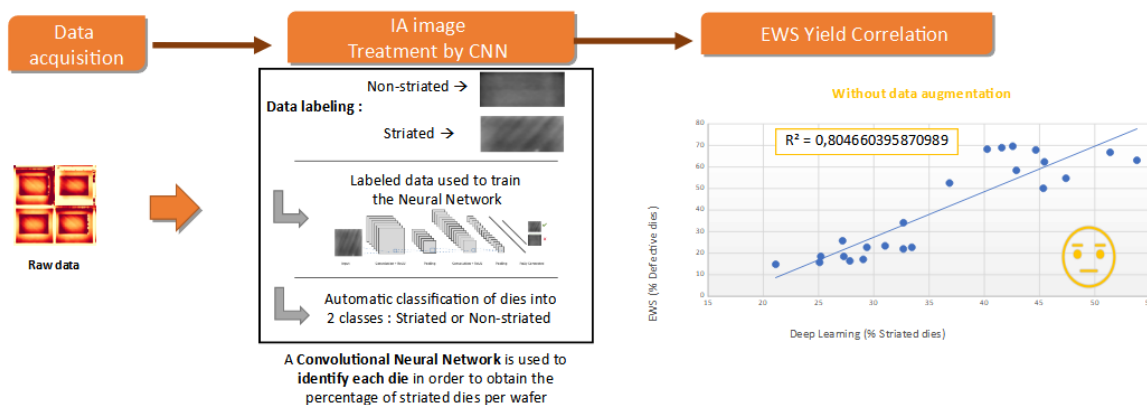 Data
acquisition
IA image
Treatment by CNN
EWS Yield Correlation
Raw data
Data labeling :
Non-striated →
Striated →
Labeled data used to train
the Neural Network
Automatic classification of dies into
2 classes : Striated or Non-striated
A Convolutional Neural Network is used to
identify each die in order to obtain the
percentage of striated dies per wafer
Without data augmentation
R² = 0,804660395870989
EWS (% Defective dies)
80
70
60
50
40
30
20
10
0
15 20 25 30 35 40 45 50
Deep Learning (% Striated dies)